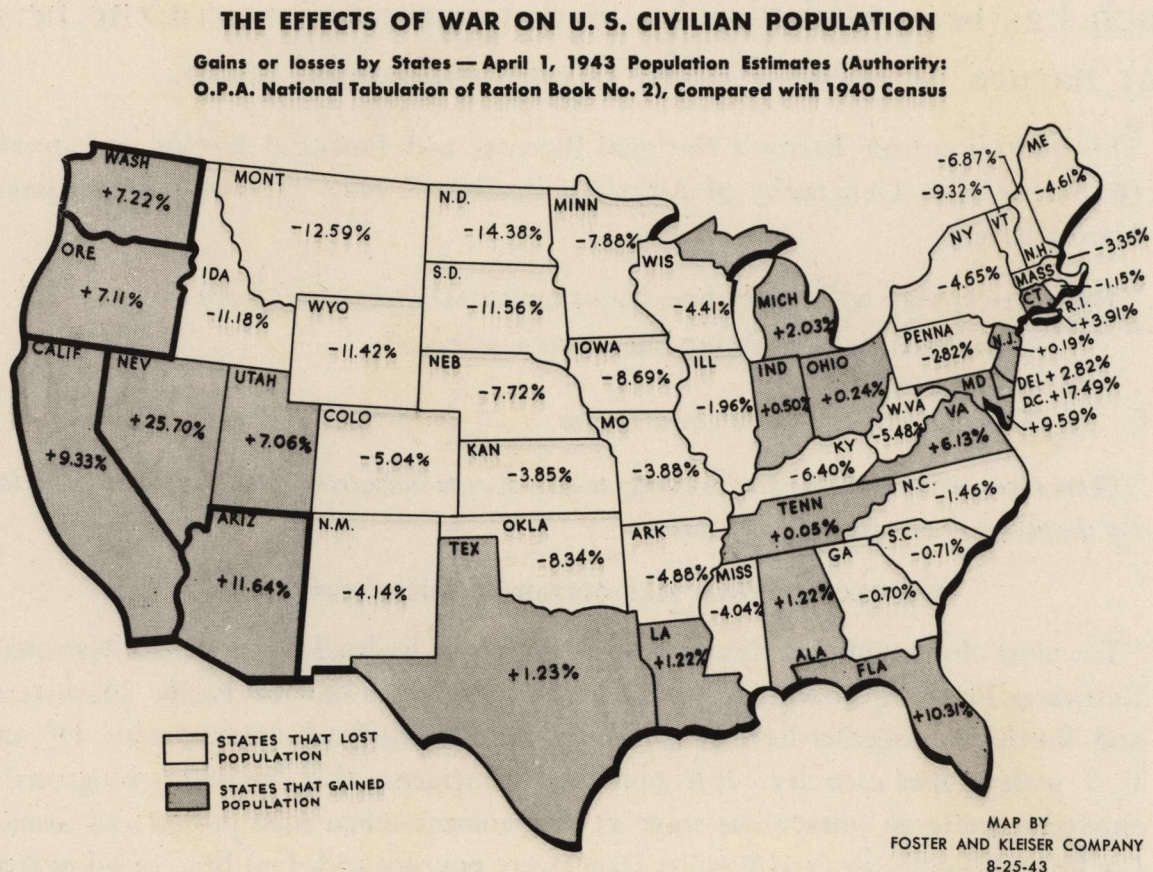 THE EFFECTS OF WAR ON U. S. CIVILIAN POPULATION
Gains or losses by States — April 1, 1943 Population Estimates (Authority:
O.P.A. National Tabulation of Ration Book No. 2), Compared with 1940 Census
WASH
+7.22%
ORE
+7.11%
CALIF
+9.33%
NEV
+25.70%
IDA
-11.18%
MONT
-12.59%
WYO
-11.42%
UTAH
+7.06%
ARIZ
+11.64%
COLO
-5.04%
N.M.
-4.14%
N.D.
-14.38%
S.D.
-11.56%
NEB
-7.72%
KAN
-3.85%
OKLA
-8.34%
TEX
+1.23%
MINN
-7.88%
IOWA
-8.69%
MO
-3.88%
ARK
-4.88%
LA
+1.22%
WIS
-4.41%
ILL
-1.96%
MICH
+2.03%
IND
+0.50%
OHIO
+0.24%
KY
-6.40%
TENN
+0.05%
MISS
-4.04%
ALA
+1.22%
GA
-0.70%
FLA
+10.31%
S.C.
-0.71%
N.C.
-1.46%
VA
+6.13%
W.VA
-5.48%
PENNA
-282%
NY
-4.65%
VT
-9.32%
N.H.
-6.87%
ME
-4.61%
MASS
-3.35%
R.I.
-1.15%
CT
+3.91%
N.J.
+0.19%
DEL + 2.82%
D.C. +17.49%
MD
+9.59%
STATES THAT LOST
POPULATION
STATES THAT GAINED
POPULATION
MAP BY
FOSTER AND KLEISER COMPANY
8-25-43